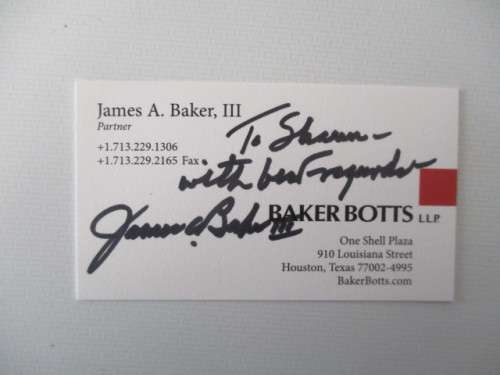 James A. Baker, III
Partner
+1.713.229.1306
+1.713.229.2165 Fax
To Sharon -
with best regards
James A. Baker III
BAKER BOTTS LLP
One Shell Plaza
910 Louisiana Street
Houston, Texas 77002-4995
BakerBotts.com